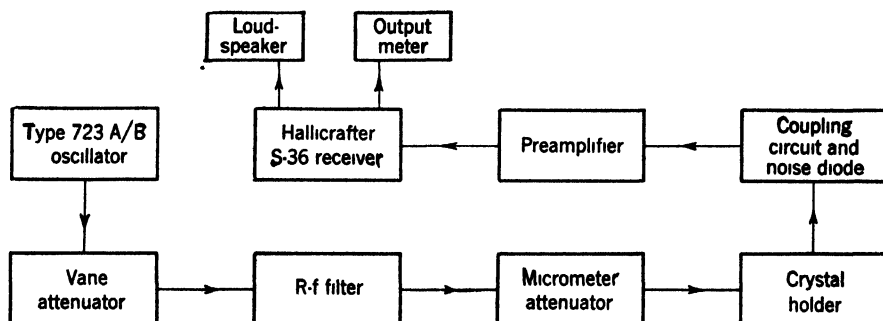 Loud-
speaker
Output
meter
Type 723 A/B
oscillator
Hallicrafter
S-36 receiver
Preamplifier
Coupling
circuit and
noise diode
Vane
attenuator
R-f filter
Micrometer
attenuator
Crystal
holder